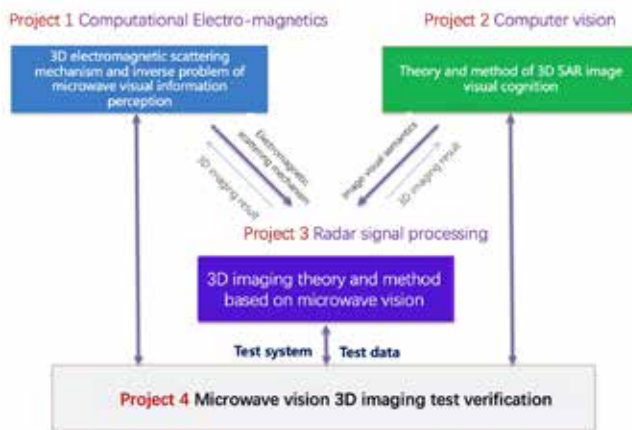 Project 1 Computational Electro-magnetics
Project 2 Computer vision
3D electromagnetic scattering
mechanism and inverse problem of
microwave visual information
perception
Theory and method of 3D SAR image
visual cognition
Electromagnetic
scattering mechanism
3D imaging result
Image visual semantics
3D imaging result
Project 3 Radar signal processing
3D imaging theory and method
based on microwave vision
Test system
Test data
Project 4 Microwave vision 3D imaging test verification